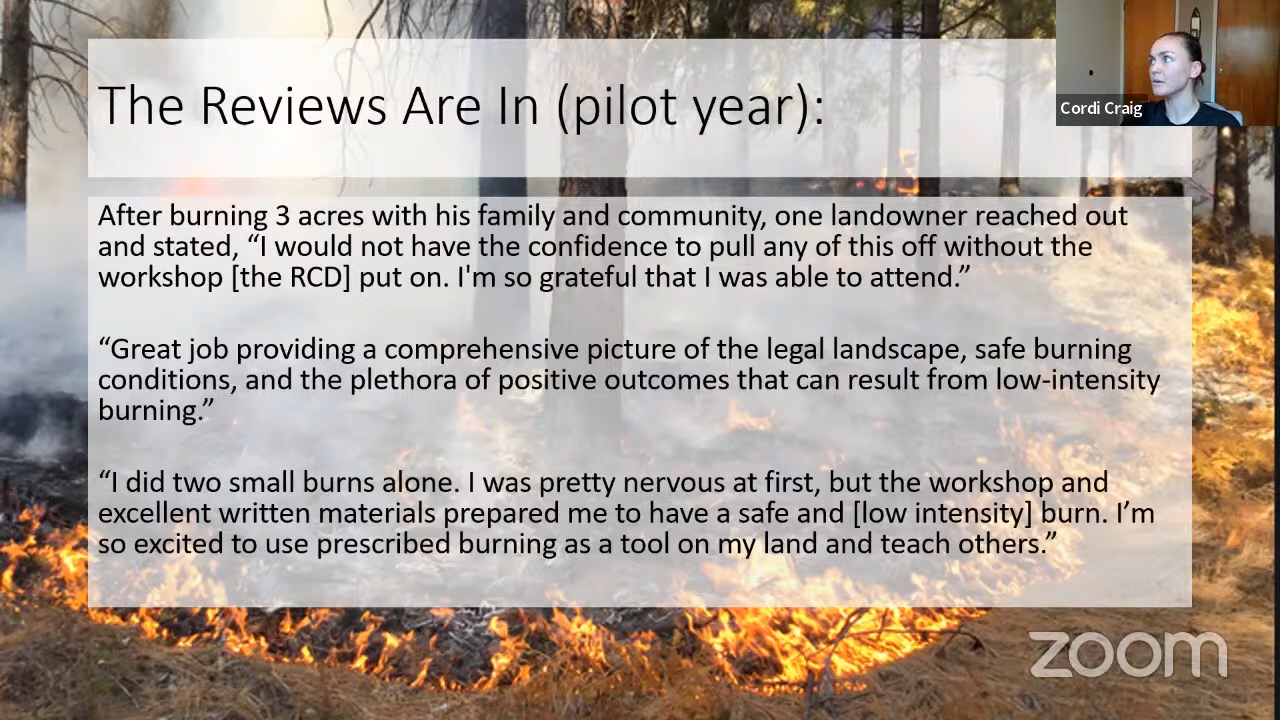 The Reviews Are In (pilot year):
Cordi Craig
After burning 3 acres with his family and community, one landowner reached out
and stated, “I would not have the confidence to pull any of this off without the
workshop [the RCD] put on. I'm so grateful that I was able to attend.”
“Great job providing a comprehensive picture of the legal landscape, safe burning
conditions, and the plethora of positive outcomes that can result from low-intensity
burning.”
“I did two small burns alone. I was pretty nervous at first, but the workshop and
excellent written materials prepared me to have a safe and [low intensity] burn. I’m
so excited to use prescribed burning as a tool on my land and teach others.”
zoom